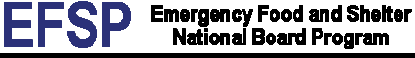 EFSP
Emergency Food and Shelter
National Board Program